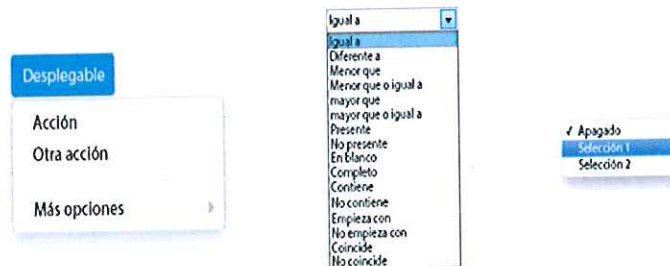 Desplegable
Acción
Otra acción
Más opciones
Igual a
Igual a
Diferente a
Menor que
Menor que o igual a
mayor que
mayor que o igual a
Presente
No presente
En blanco
Completo
Contiene
No contiene
Empieza con
No empieza con
Coincide
No coincide
✓ Apagado
Selección 1
Selección 2